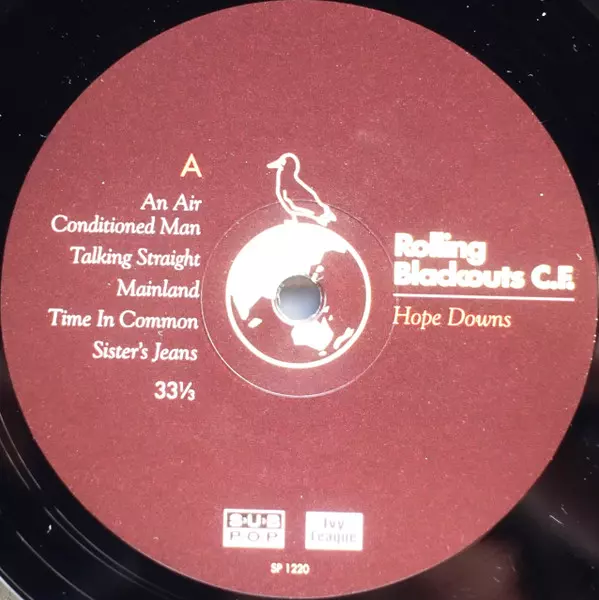 A
An Air
Conditioned Man
Talking Straight
Mainland
Time In Common
Sister's Jeans
33⅓
Rolling
Blackouts C.F.
Hope Downs
SUB
POP
Ivy
League
SP 1220